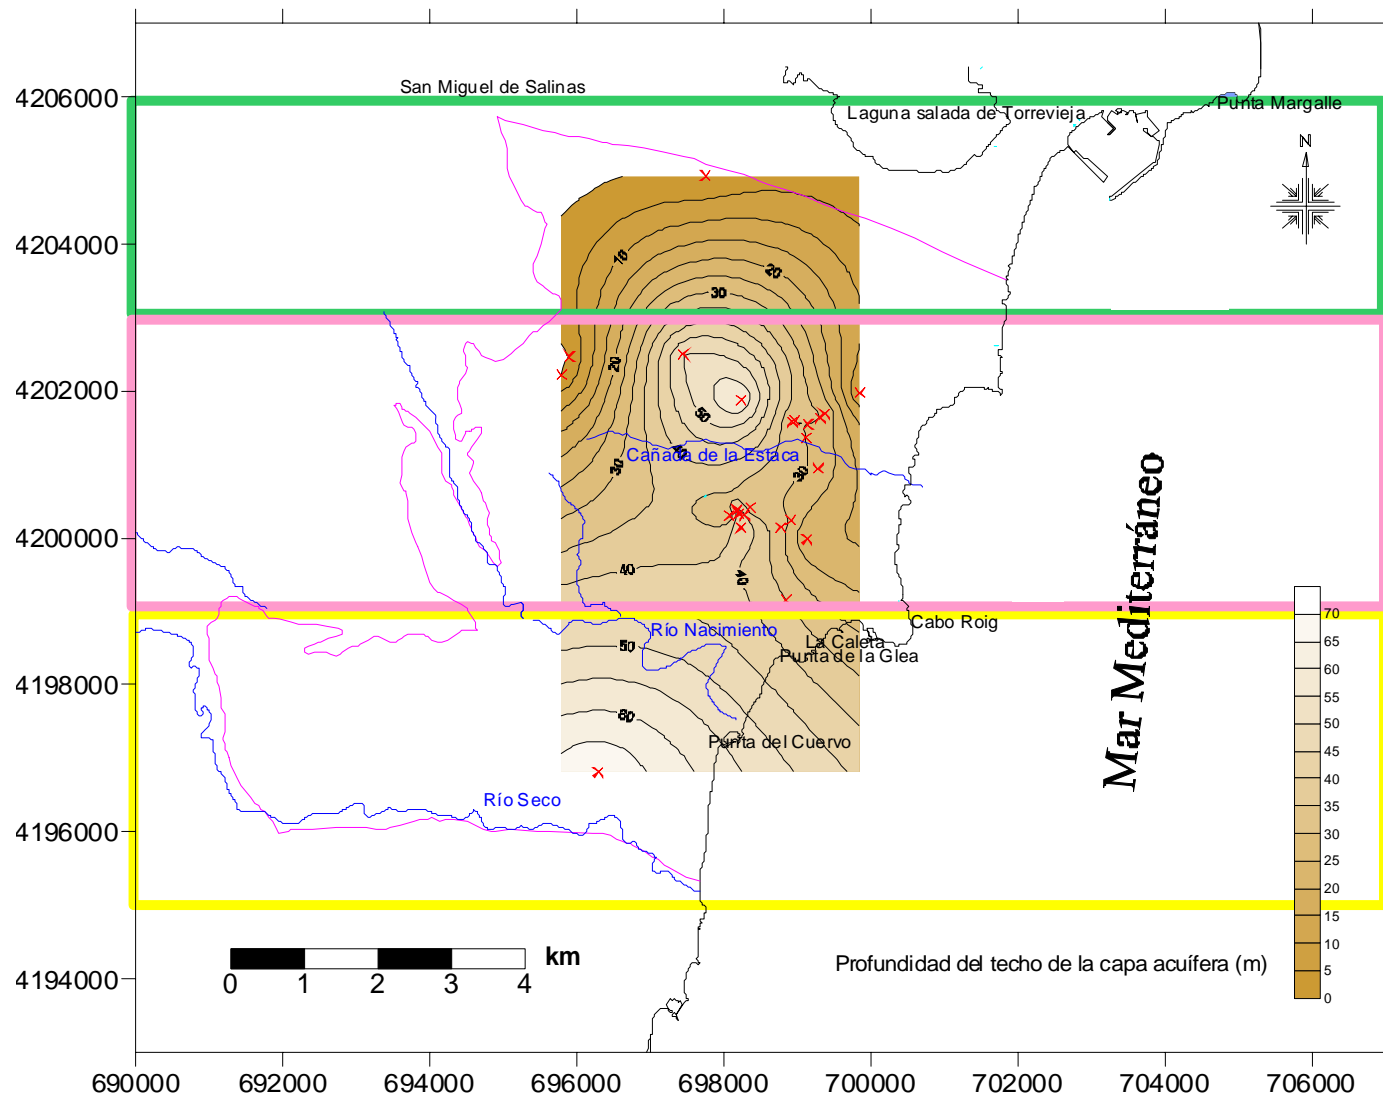 San Miguel de Salinas
4206000
Punta Margalle
Laguna salada de Torrevieja
N
4204000
10
20
30
4202000
20
50
40
Cañada de la Estaca
30
30
4200000
40
40
Mar Mediterráneo
Cabo Roig
Río Nacimiento
La Caleta
50
Punta de la Glea
4198000
60
Punta del Cuervo
Río Seco
4196000
70
65
60
55
50
45
40
35
30
25
20
15
10
5
0
km
Profundidad del techo de la capa acuífera (m)
4194000
0 1 2 3 4
690000 692000 694000 696000 698000 700000 702000 704000 706000